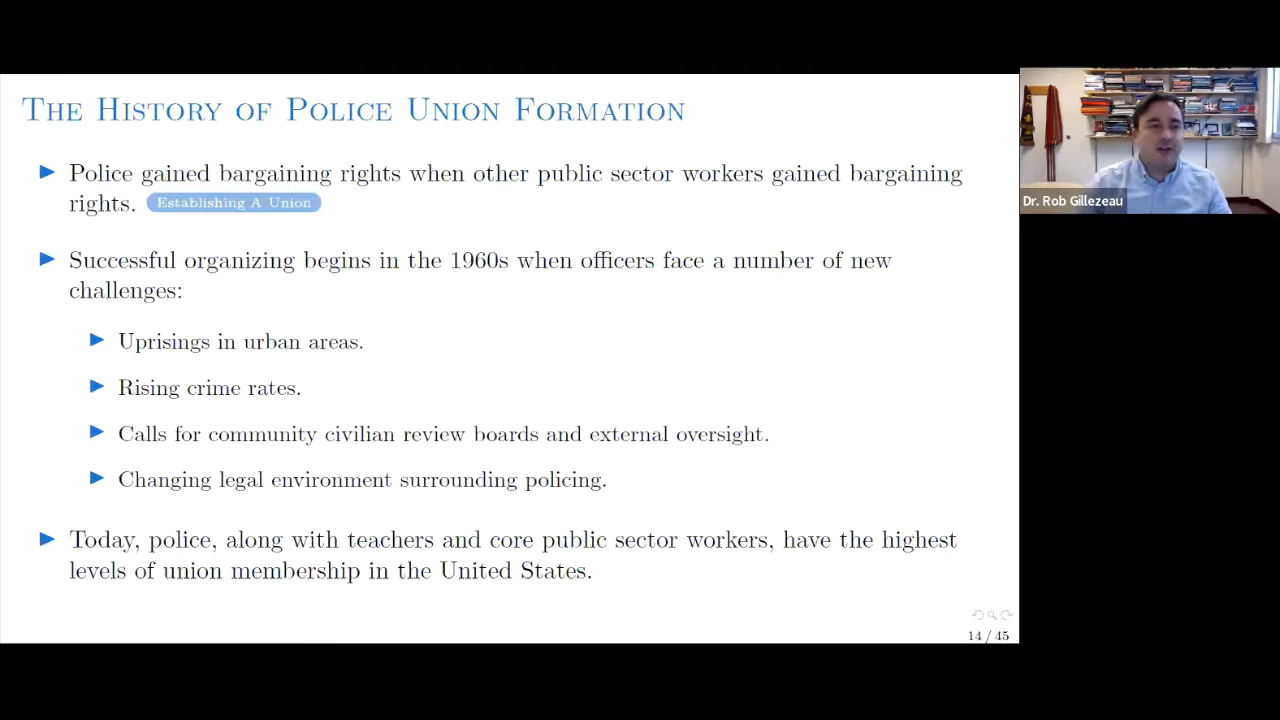 The History of Police Union Formation
Police gained bargaining rights when other public sector workers gained bargaining
rights. Establishing A Union
Successful organizing begins in the 1960s when officers face a number of new
challenges:
Uprisings in urban areas.
Rising crime rates.
Calls for community civilian review boards and external oversight.
Changing legal environment surrounding policing.
Today, police, along with teachers and core public sector workers, have the highest
levels of union membership in the United States.
14 / 45
Dr. Rob Gillezeau